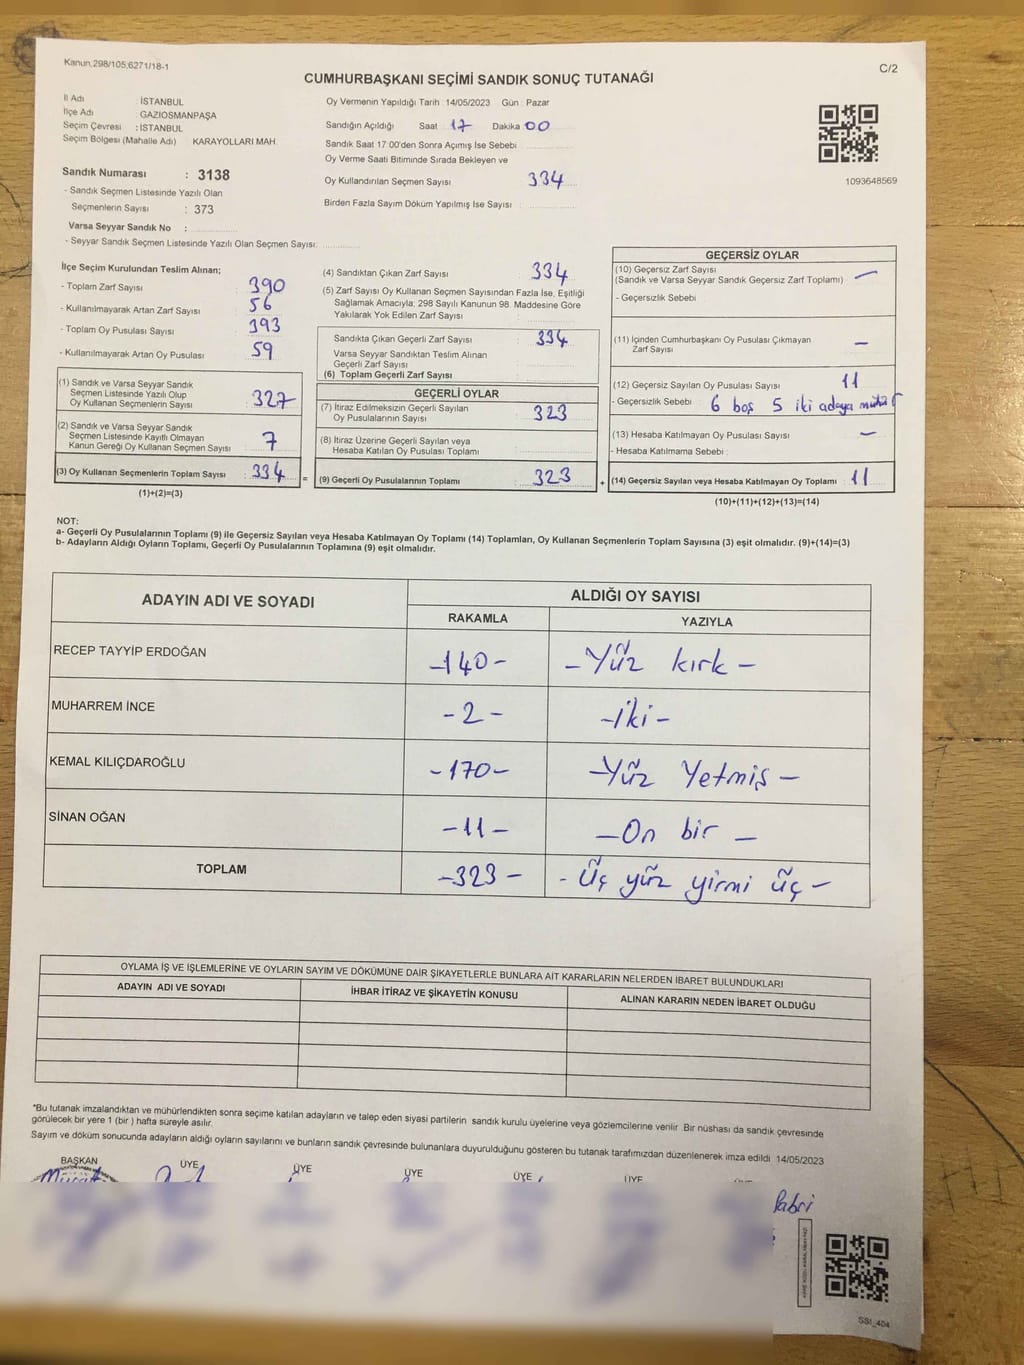 Kanun,298/105,6271/18-1
C/2
CUMHURBAŞKANI SEÇİMİ SANDIK SONUÇ TUTANAĞI
İl Adı İSTANBUL
İlçe Adı GAZİOSMANPAŞA
Seçim Çevresi : İSTANBUL
Seçim Bölgesi (Mahalle Adı) KARAYOLLARI MAH.
Sandık Numarası : 3138
- Sandık Seçmen Listesinde Yazılı Olan
Seçmenlerin Sayısı : 373
Varsa Seyyar Sandık No :
- Seyyar Sandık Seçmen Listesinde Yazılı Olan Seçmen Sayısı:
Oy Vermenin Yapıldığı Tarih 14/05/2023 Gün : Pazar
Sandığın Açıldığı Saat 17 Dakika 00
Sandık Saat 17:00'den Sonra Açımış İse Sebebi
Oy Verme Saati Bitiminde Sırada Bekleyen ve
Oy Kullandırılan Seçmen Sayısı 334
Birden Fazla Sayım Döküm Yapılmış İse Sayısı :
1093648569
İlçe Seçim Kurulundan Teslim Alınan;
- Toplam Zarf Sayısı : 390
- Kullanılmayarak Artan Zarf Sayısı : 56
- Toplam Oy Pusulası Sayısı : 393
- Kullanılmayarak Artan Oy Pusulası : 59
(1) Sandık ve Varsa Seyyar Sandık
Seçmen Listesinde Yazılı Olup
Oy Kullanan Seçmenlerin Sayısı : 327
(2) Sandık ve Varsa Seyyar Sandık
Seçmen Listesinde Kayıtlı Olmayan
Kanun Gereği Oy Kullanan Seçmen Sayısı : 7
(3) Oy Kullanan Seçmenlerin Toplam Sayısı : 334
(1)+(2)=(3)
(4) Sandıktan Çıkan Zarf Sayısı : 334
(5) Zarf Sayısı Oy Kullanan Seçmen Sayısından Fazla İse, Eşitliği
Sağlamak Amacıyla; 298 Sayılı Kanunun 98. Maddesine Göre
Yakılarak Yok Edilen Zarf Sayısı :
Sandıkta Çıkan Geçerli Zarf Sayısı : 334
Varsa Seyyar Sandıktan Teslim Alınan
Geçerli Zarf Sayısı :
(6) Toplam Geçerli Zarf Sayısı :
GEÇERLİ OYLAR
(7) İtiraz Edilmeksizin Geçerli Sayılan
Oy Pusulalarının Sayısı : 323
(8) İtiraz Üzerine Geçerli Sayılan veya
Hesaba Katılan Oy Pusulası Toplamı :
= (9) Geçerli Oy Pusulalarının Toplamı : 323
GEÇERSİZ OYLAR
(10) Geçersiz Zarf Sayısı
(Sandık ve Varsa Seyyar Sandık Geçersiz Zarf Toplamı) : —
- Geçersizlik Sebebi
(11) İçinden Cumhurbaşkanı Oy Pusulası Çıkmayan
Zarf Sayısı : —
(12) Geçersiz Sayılan Oy Pusulası Sayısı : 11
- Geçersizlik Sebebi : 6 boş 5 iki adaya mühür
(13) Hesaba Katılmayan Oy Pusulası Sayısı : —
- Hesaba Katılmama Sebebi :
+ (14) Geçersiz Sayılan veya Hesaba Katılmayan Oy Toplamı : 11
(10)+(11)+(12)+(13)=(14)
NOT:
a- Geçerli Oy Pusulalarının Toplamı (9) ile Geçersiz Sayılan veya Hesaba Katılmayan Oy Toplamı (14) Toplamları, Oy Kullanan Seçmenlerin Toplam Sayısına (3) eşit olmalıdır. (9)+(14)=(3)
b- Adayların Aldığı Oyların Toplamı, Geçerli Oy Pusulalarının Toplamına (9) eşit olmalıdır.
ADAYIN ADI VE SOYADI
ALDIĞI OY SAYISI
RAKAMLA YAZIYLA
RECEP TAYYİP ERDOĞAN -140- -Yüz kırk-
MUHARREM İNCE -2- -iki-
KEMAL KILIÇDAROĞLU -170- -Yüz Yetmiş-
SİNAN OĞAN -11- -On bir-
TOPLAM -323- -Üç yüz yirmi üç-
OYLAMA İŞ VE İŞLEMLERİNE VE OYLARIN SAYIM VE DÖKÜMÜNE DAİR ŞİKAYETLERLE BUNLARA AİT KARARLARIN NELERDEN İBARET BULUNDUKLARI
ADAYIN ADI VE SOYADI İHBAR İTİRAZ VE ŞİKAYETİN KONUSU ALINAN KARARIN NEDEN İBARET OLDUĞU
*Bu tutanak imzalandıktan ve mühürlendikten sonra seçime katılan adayların ve talep eden siyasi partilerin sandık kurulu üyelerine veya gözlemcilerine verilir. Bir nüshası da sandık çevresinde
görülecek bir yere 1 (bir ) hafta süreyle asılır.
Sayım ve döküm sonucunda adayların aldığı oyların sayılarını ve bunların sandık çevresinde bulunanlara duyurulduğunu gösteren bu tutanak tarafımızdan düzenlenerek imza edildi 14/05/2023
BAŞKAN ÜYE ÜYE ÜYE ÜYE ÜYE
SSI_404